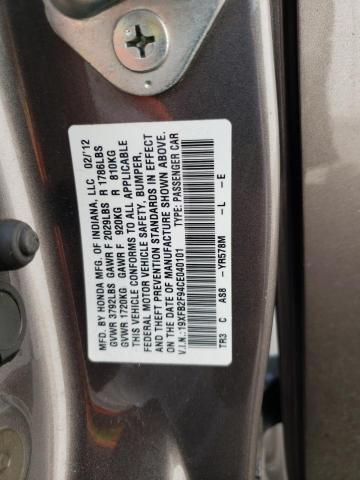 MFD. BY HONDA MFG. OF INDIANA, LLC 02/'12
GVWR 3792LBS GAWR F 2029LBS R 1786LBS
GVWR 1720KG GAWR F 920KG R 810KG
THIS VEHICLE CONFORMS TO ALL APPLICABLE
FEDERAL MOTOR VEHICLE SAFETY, BUMPER,
AND THEFT PREVENTION STANDARDS IN EFFECT
ON THE DATE OF MANUFACTURE SHOWN ABOVE.
V.I.N.: 19XFB2F94CE040101 TYPE: PASSENGER CAR
TR3 C AS8 -YR578M -L -E